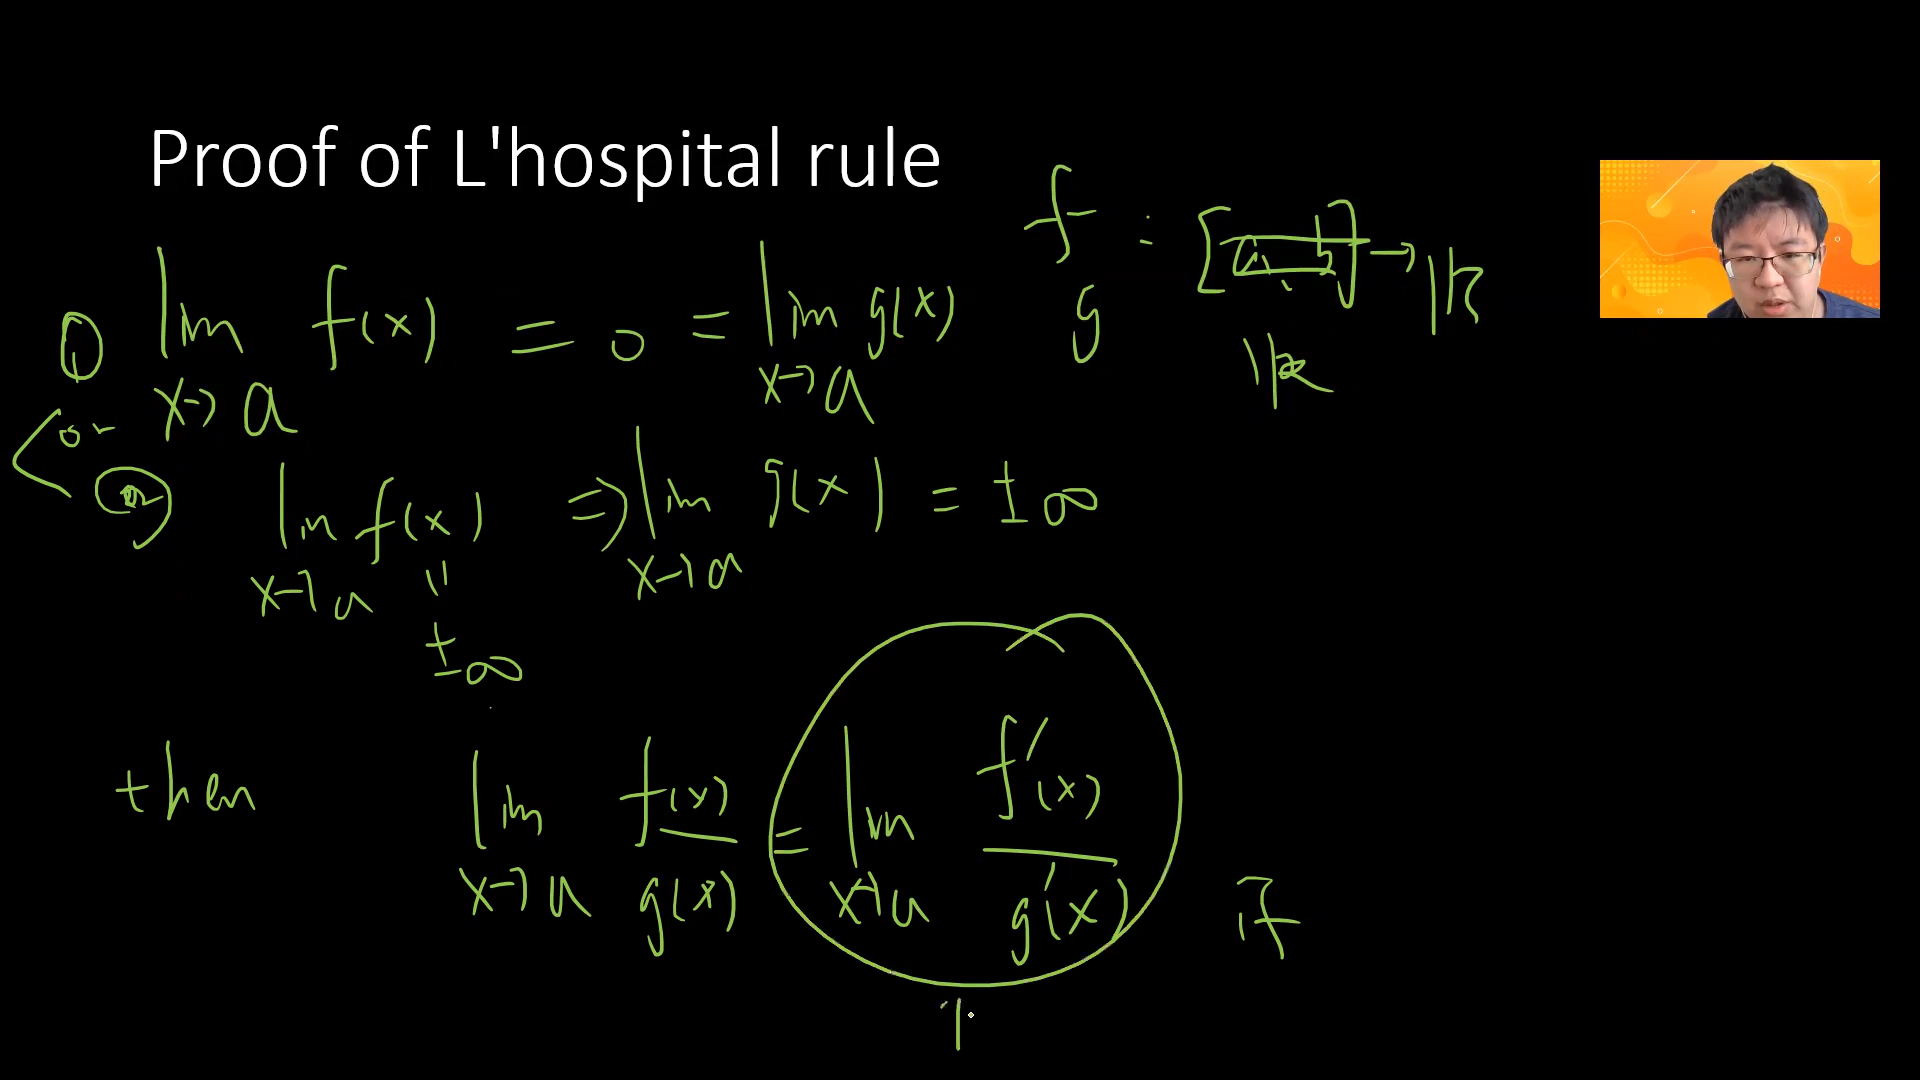 Proof of L'hospital rule
f : [a, b] → ℝ
g
ℝ
① lim f(x) = 0 = lim g(x)
x→a x→a
or
②
lim f(x) ⇒ lim g(x) = ±∞
x→a x→a
=
±∞
then lim f(x) = lim f'(x)
x→a g(x) x→a g'(x)
if